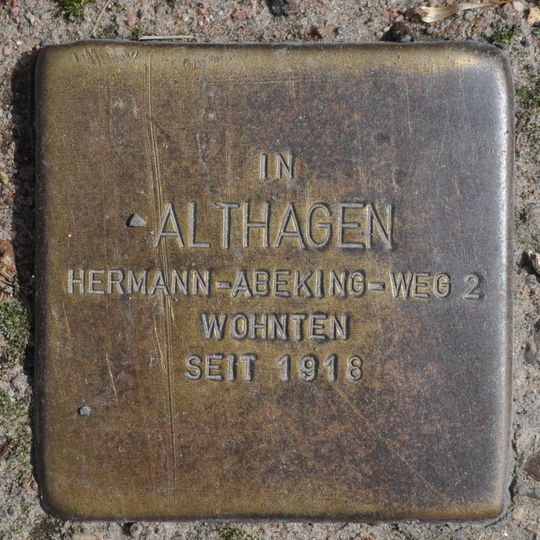 IN
ALTHAGEN
HERMANN-ABEKING-WEG 2
WOHNTEN
SEIT 1918